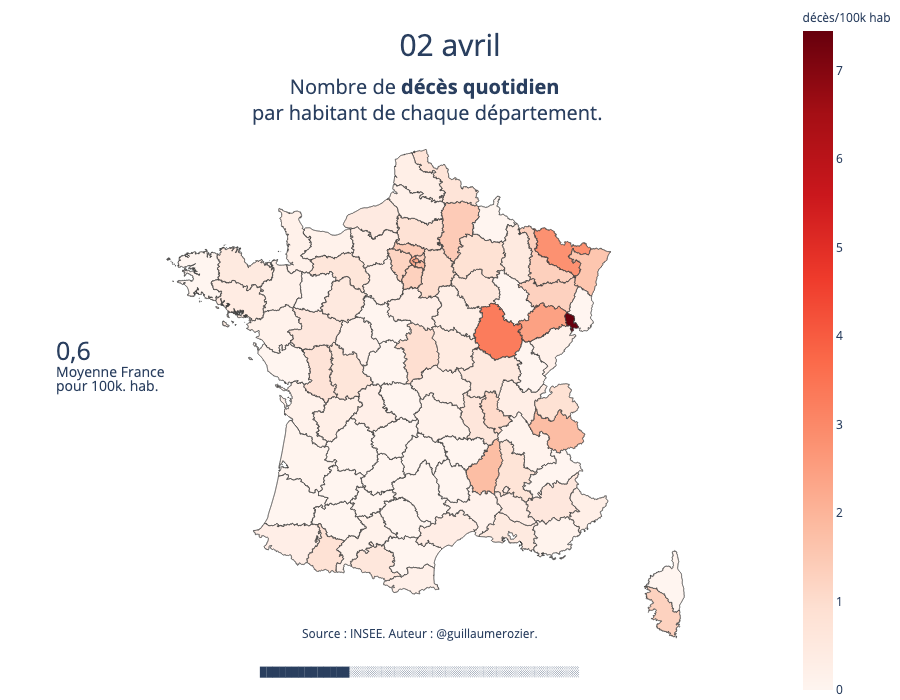 02 avril
Nombre de décès quotidien
par habitant de chaque département.
décès/100k hab
7
6
5
4
3
2
1
0
0,6
Moyenne France
pour 100k. hab.
Source : INSEE. Auteur : @guillaumerozier.